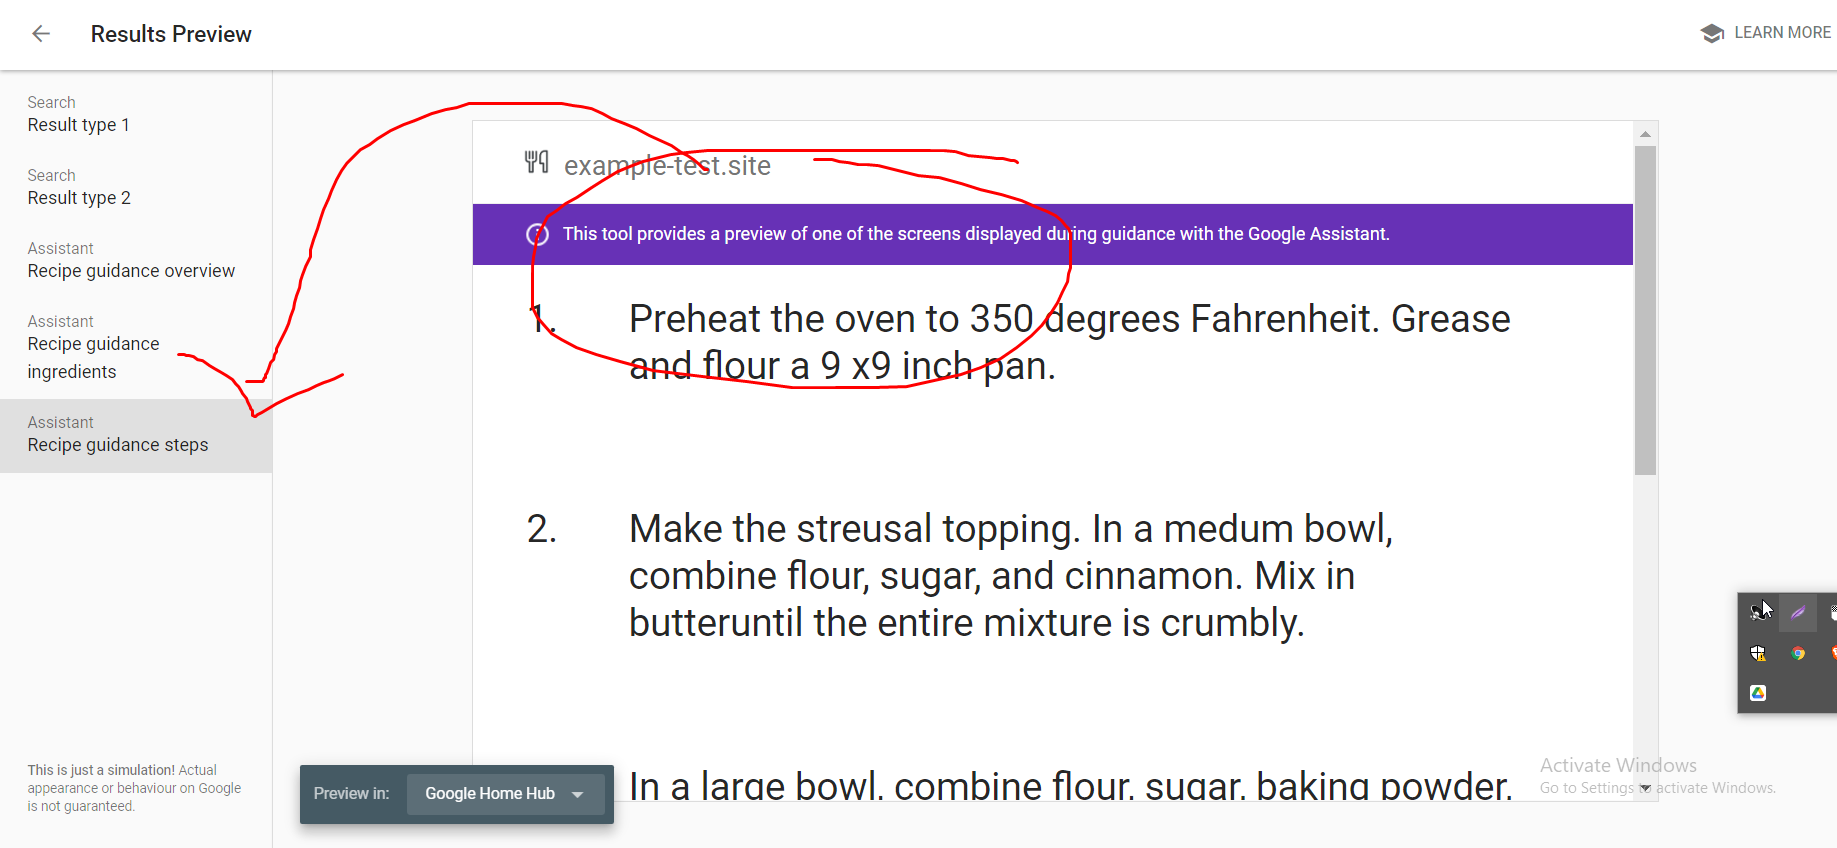 Results Preview
LEARN MORE
Search
Result type 1
Search
Result type 2
Assistant
Recipe guidance overview
Assistant
Recipe guidance
ingredients
Assistant
Recipe guidance steps
This is just a simulation! Actual
appearance or behaviour on Google
is not guaranteed.
example-test.site
This tool provides a preview of one of the screens displayed during guidance with the Google Assistant.
1. Preheat the oven to 350 degrees Fahrenheit. Grease
and flour a 9 x9 inch pan.
2. Make the streusal topping. In a medum bowl,
combine flour, sugar, and cinnamon. Mix in
butteruntil the entire mixture is crumbly.
In a large bowl, combine flour, sugar, baking powder,
Preview in: Google Home Hub
Activate Windows
Go to Settings to activate Windows.